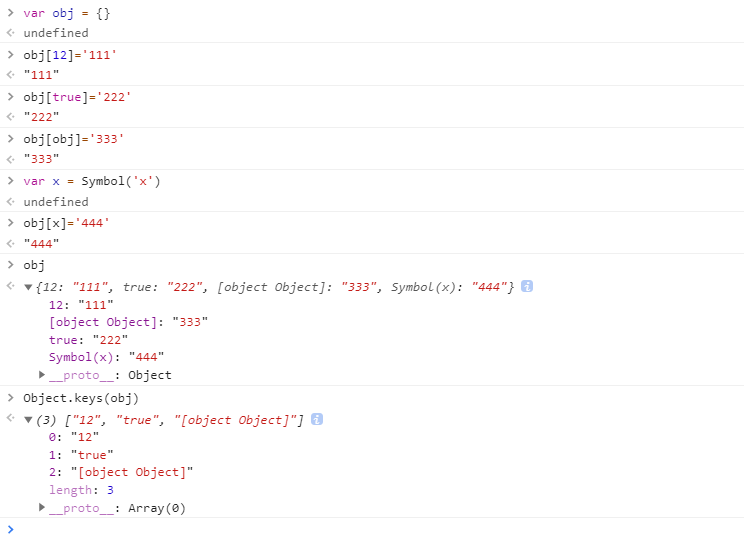 var obj = {}
undefined
obj[12]='111'
"111"
obj[true]='222'
"222"
obj[obj]='333'
"333"
var x = Symbol('x')
undefined
obj[x]='444'
"444"
obj
{12: "111", true: "222", [object Object]: "333", Symbol(x): "444"} i
12: "111"
[object Object]: "333"
true: "222"
Symbol(x): "444"
__proto__: Object
Object.keys(obj)
(3) ["12", "true", "[object Object]"] i
0: "12"
1: "true"
2: "[object Object]"
length: 3
__proto__: Array(0)